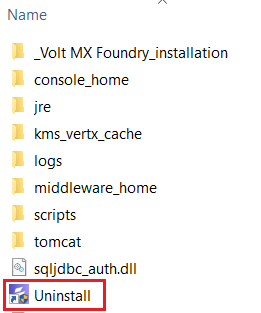 Name
_Volt MX Foundry_installation
console_home
jre
kms_vertx_cache
logs
middleware_home
scripts
tomcat
sqljdbc_auth.dll
Uninstall